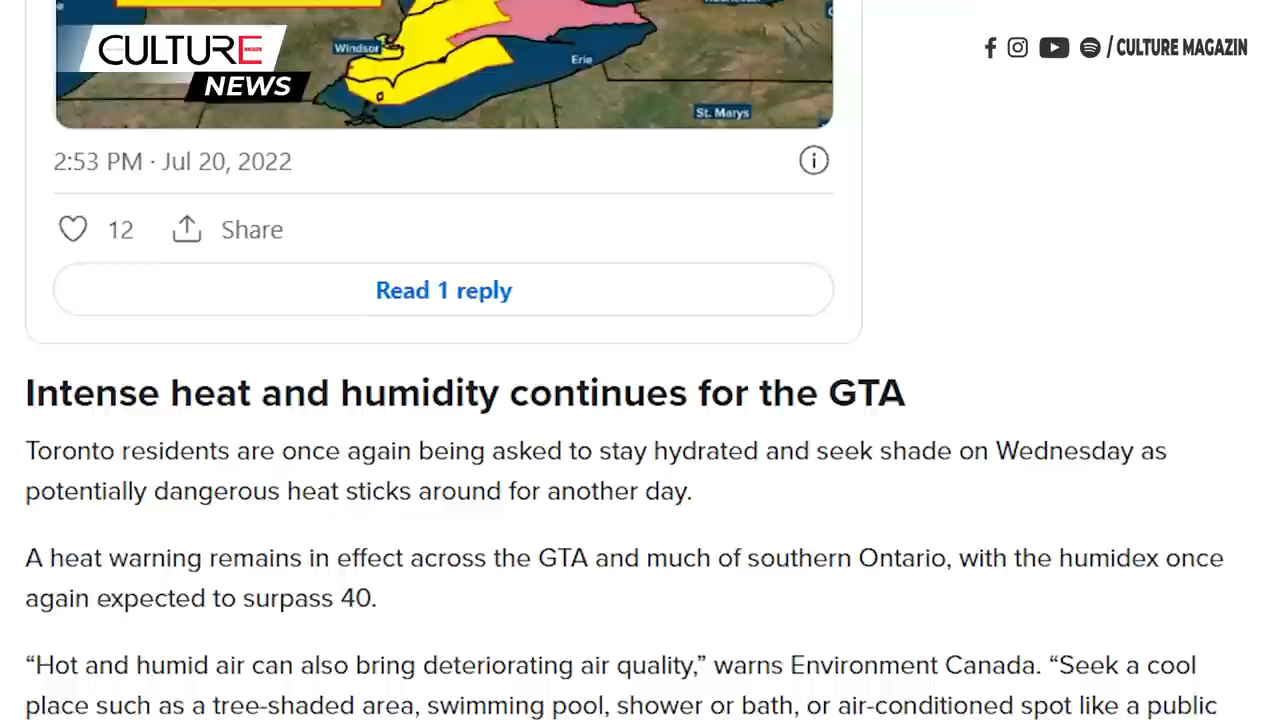 CULTURE
NEWS
/ CULTURE MAGAZIN
Windsor
Erie
St. Marys
2:53 PM · Jul 20, 2022
12 Share
Read 1 reply
Intense heat and humidity continues for the GTA
Toronto residents are once again being asked to stay hydrated and seek shade on Wednesday as
potentially dangerous heat sticks around for another day.
A heat warning remains in effect across the GTA and much of southern Ontario, with the humidex once
again expected to surpass 40.
“Hot and humid air can also bring deteriorating air quality,” warns Environment Canada. “Seek a cool
place such as a tree-shaded area, swimming pool, shower or bath, or air-conditioned spot like a public